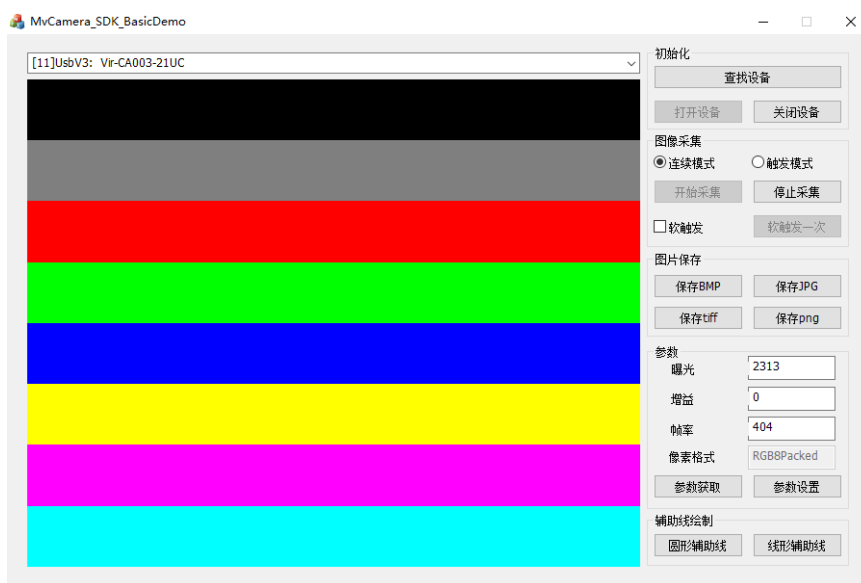 MvCamera_SDK_BasicDemo
[11]UsbV3: Vir-CA003-21UC
初始化
查找设备
打开设备 关闭设备
图像采集
连续模式 触发模式
开始采集 停止采集
软触发 软触发一次
图片保存
保存BMP 保存JPG
保存tiff 保存png
参数
曝光 2313
增益 0
帧率 404
像素格式 RGB8Packed
参数获取 参数设置
辅助线绘制
圆形辅助线 线形辅助线